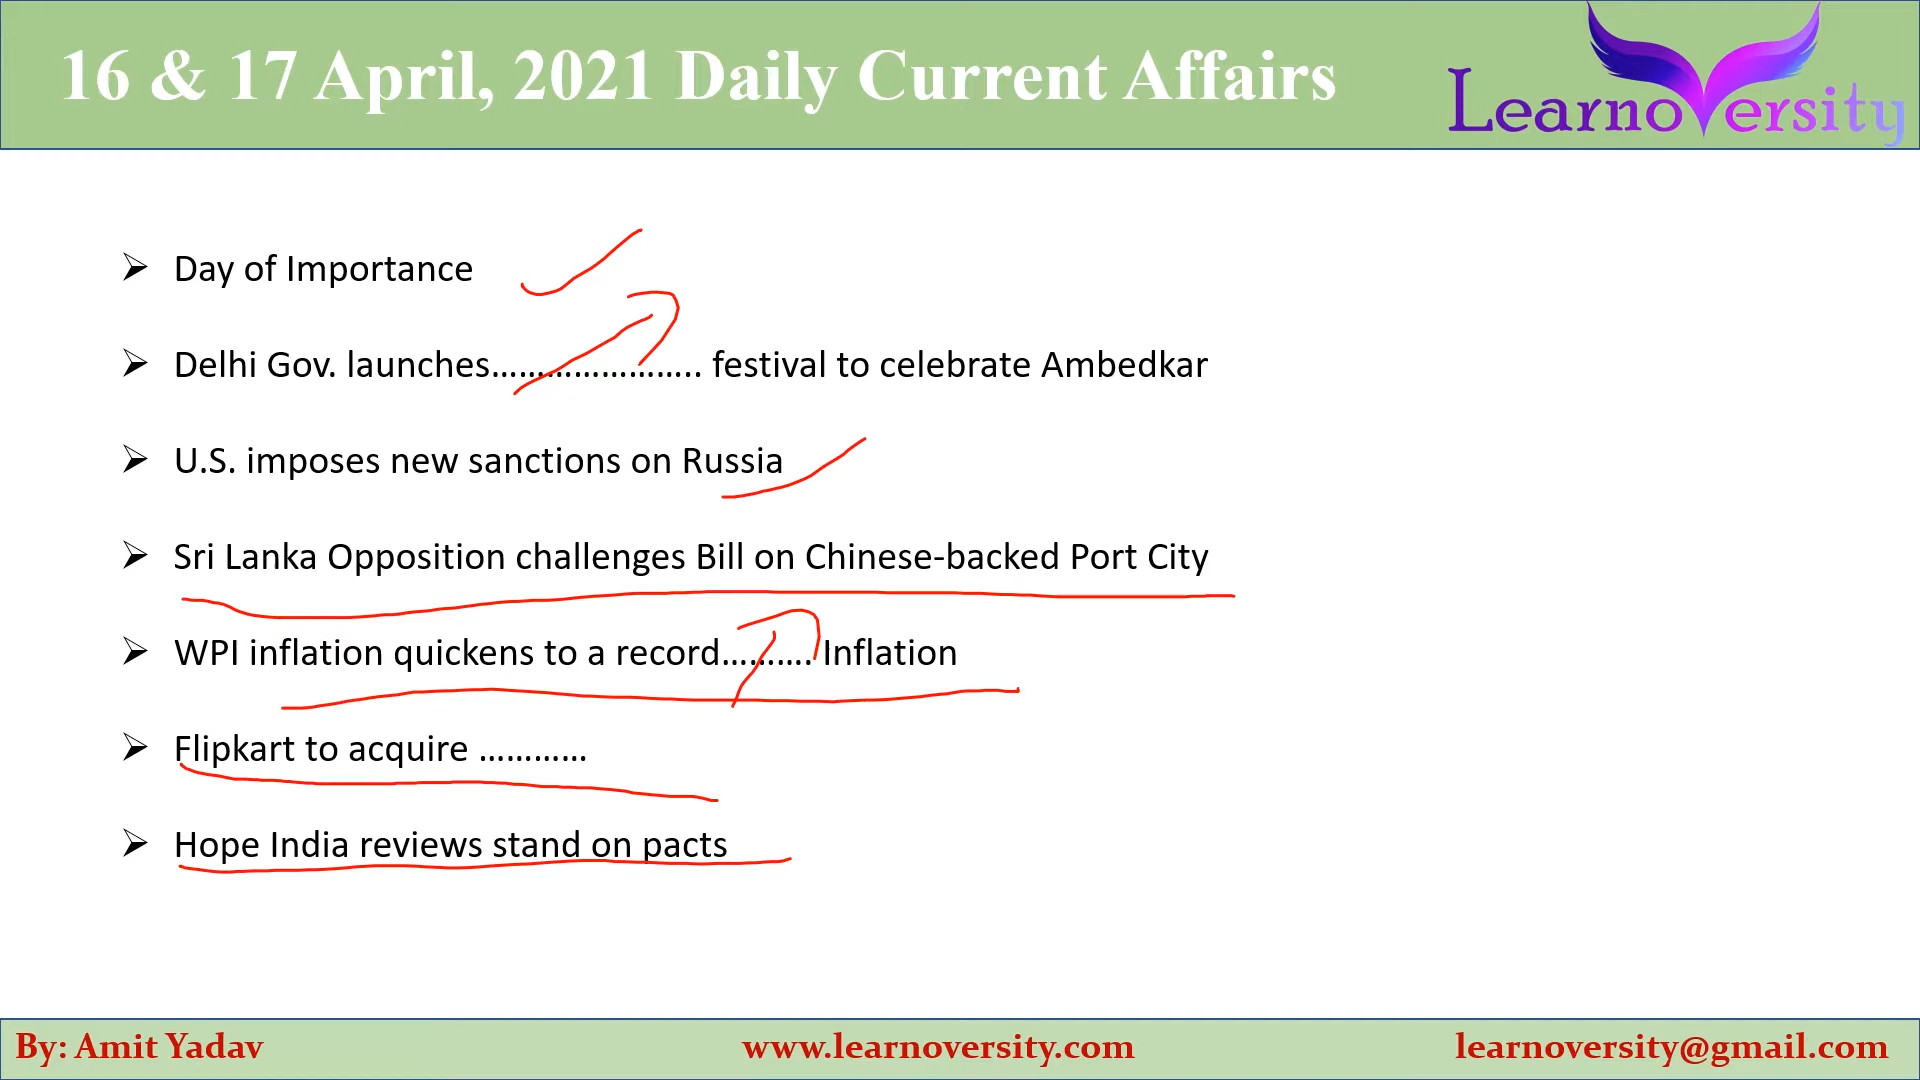 16 & 17 April, 2021 Daily Current Affairs
Learnoversity
Day of Importance
Delhi Gov. launches………………….. festival to celebrate Ambedkar
U.S. imposes new sanctions on Russia
Sri Lanka Opposition challenges Bill on Chinese-backed Port City
WPI inflation quickens to a record………. Inflation
Flipkart to acquire …………
Hope India reviews stand on pacts
By: Amit Yadav
www.learnoversity.com
learnoversity@gmail.com